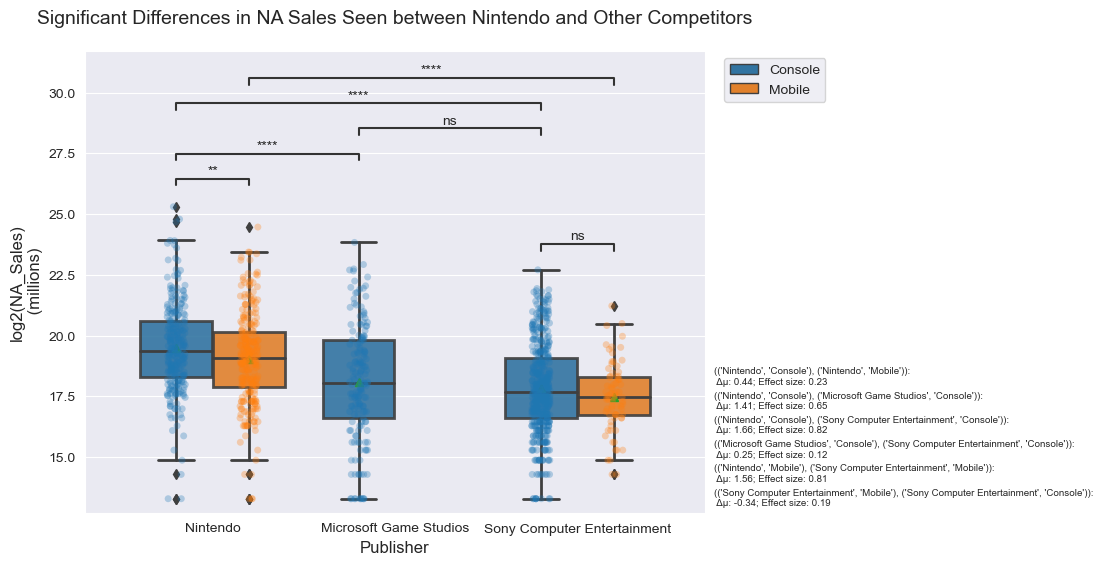 Significant Differences in NA Sales Seen between Nintendo and Other Competitors
Console
Mobile
****
****
ns
****
**
ns
30.0
27.5
25.0
22.5
20.0
17.5
15.0
log2(NA_Sales)
(millions)
Nintendo
Microsoft Game Studios
Sony Computer Entertainment
Publisher
(('Nintendo', 'Console'), ('Nintendo', 'Mobile')):
Δμ: 0.44; Effect size: 0.23
(('Nintendo', 'Console'), ('Microsoft Game Studios', 'Console')):
Δμ: 1.41; Effect size: 0.65
(('Nintendo', 'Console'), ('Sony Computer Entertainment', 'Console')):
Δμ: 1.66; Effect size: 0.82
(('Microsoft Game Studios', 'Console'), ('Sony Computer Entertainment', 'Console')):
Δμ: 0.25; Effect size: 0.12
(('Nintendo', 'Mobile'), ('Sony Computer Entertainment', 'Mobile')):
Δμ: 1.56; Effect size: 0.81
(('Sony Computer Entertainment', 'Mobile'), ('Sony Computer Entertainment', 'Console')):
Δμ: -0.34; Effect size: 0.19